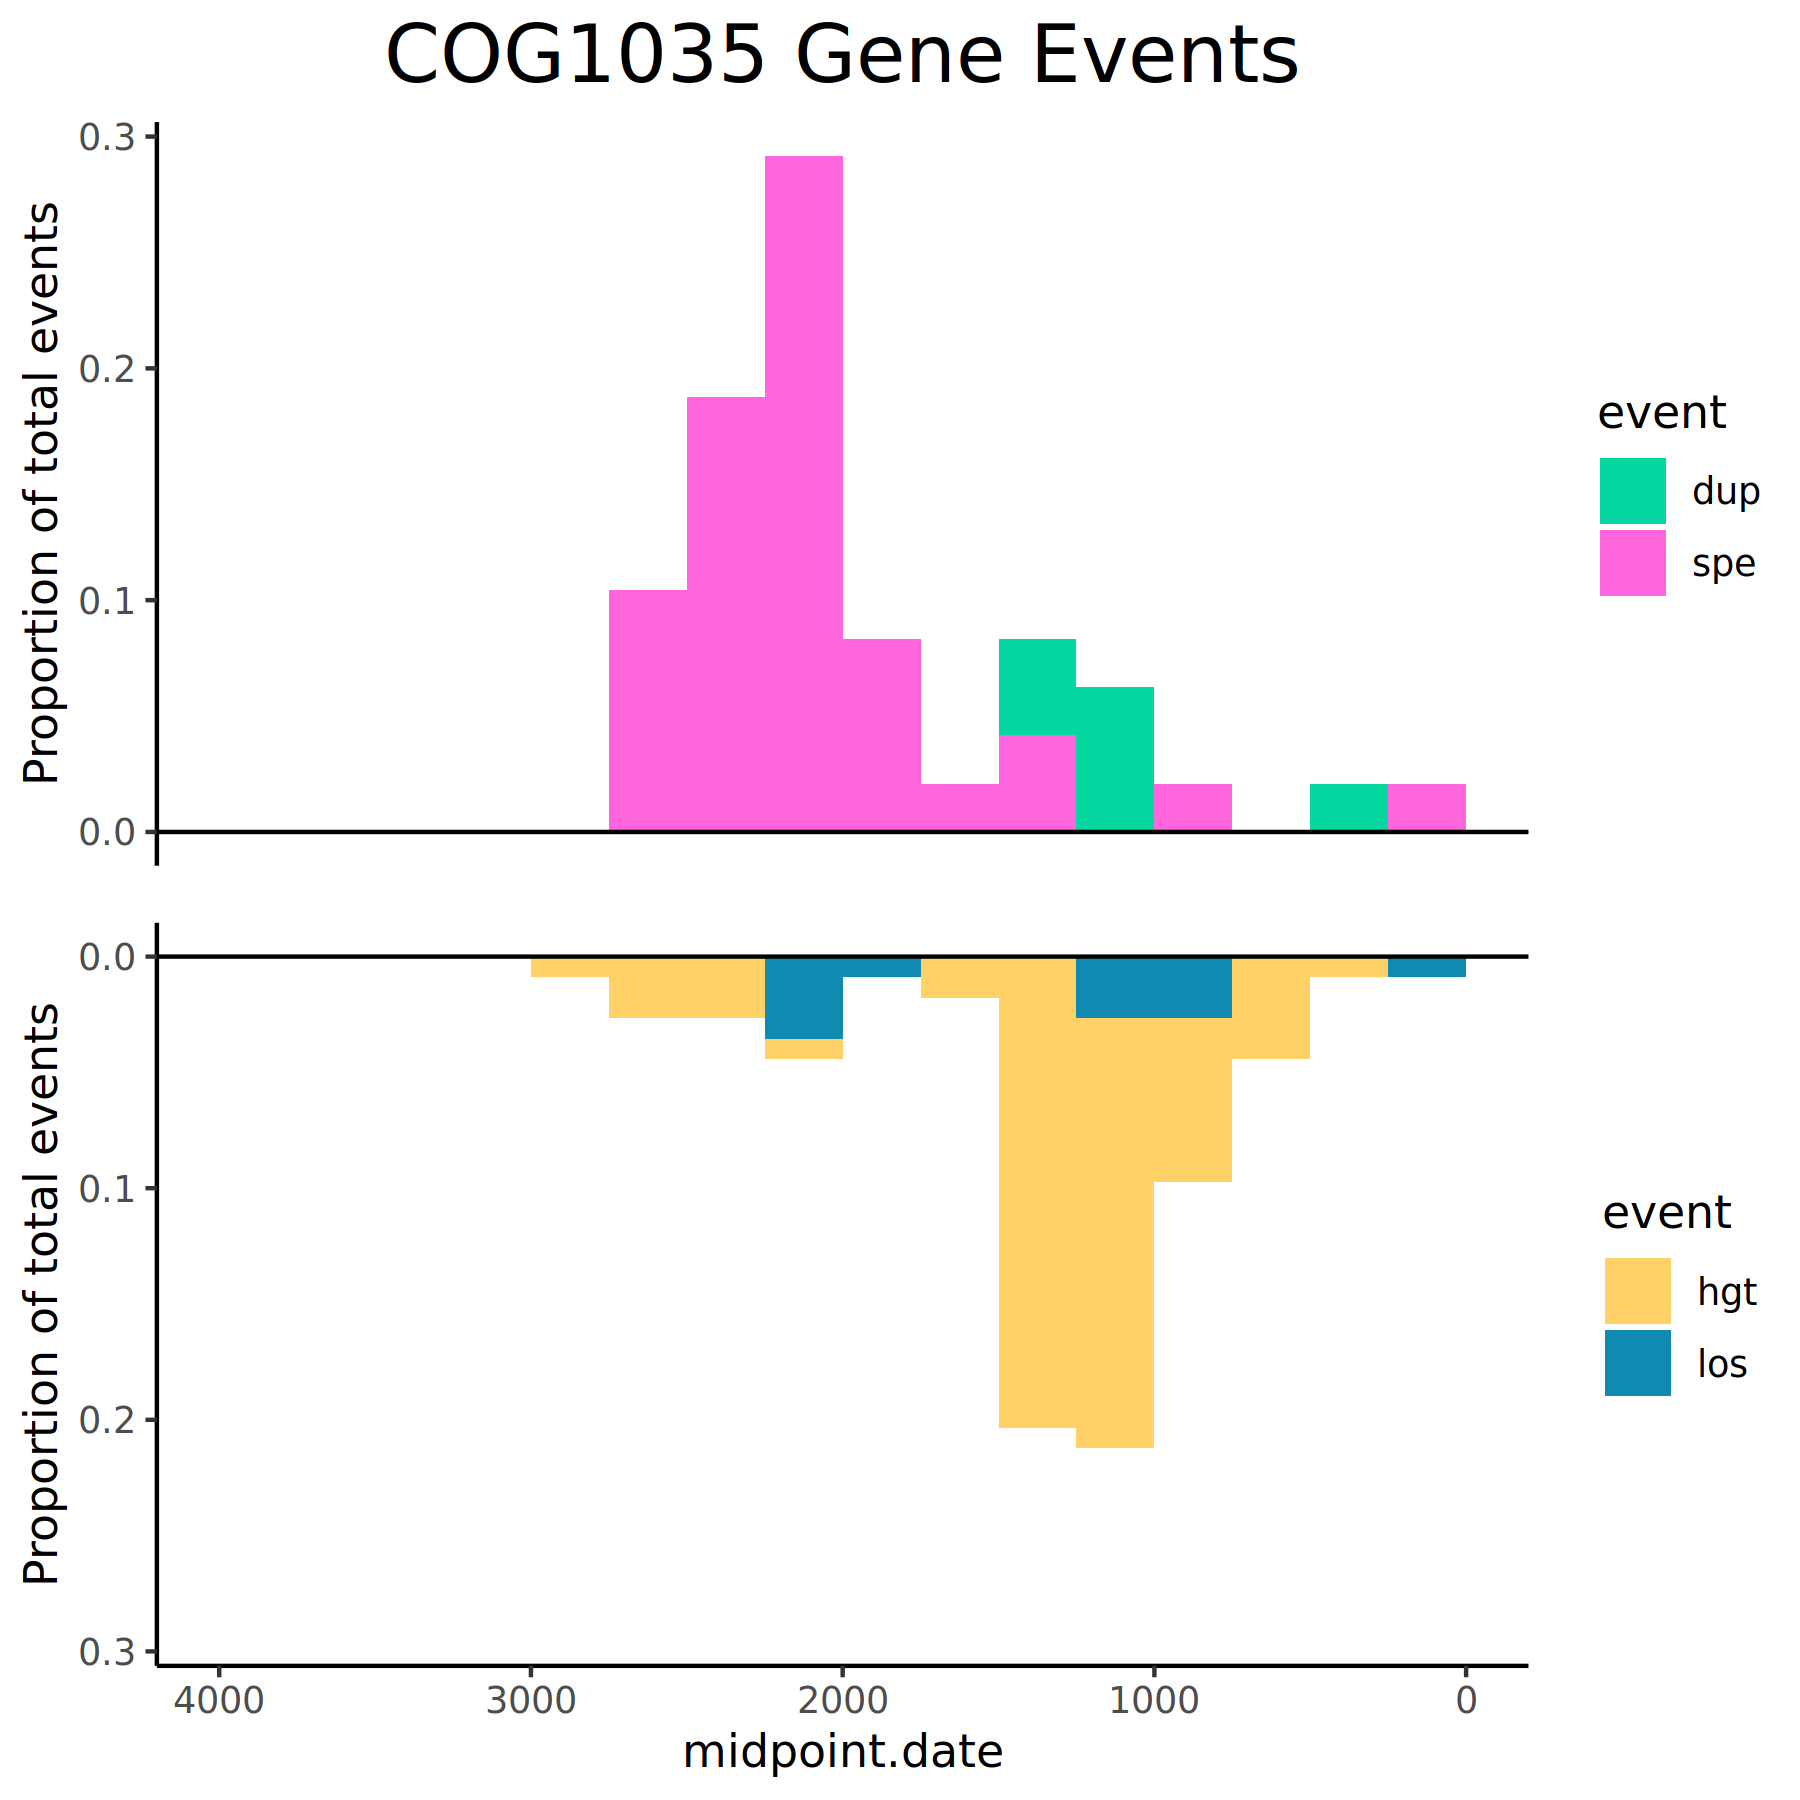 COG1035 Gene Events
Proportion of total events
0.3
0.2
0.1
0.0
event
dup
spe
Proportion of total events
0.0
0.1
0.2
0.3
event
hgt
los
4000 3000 2000 1000 0
midpoint.date